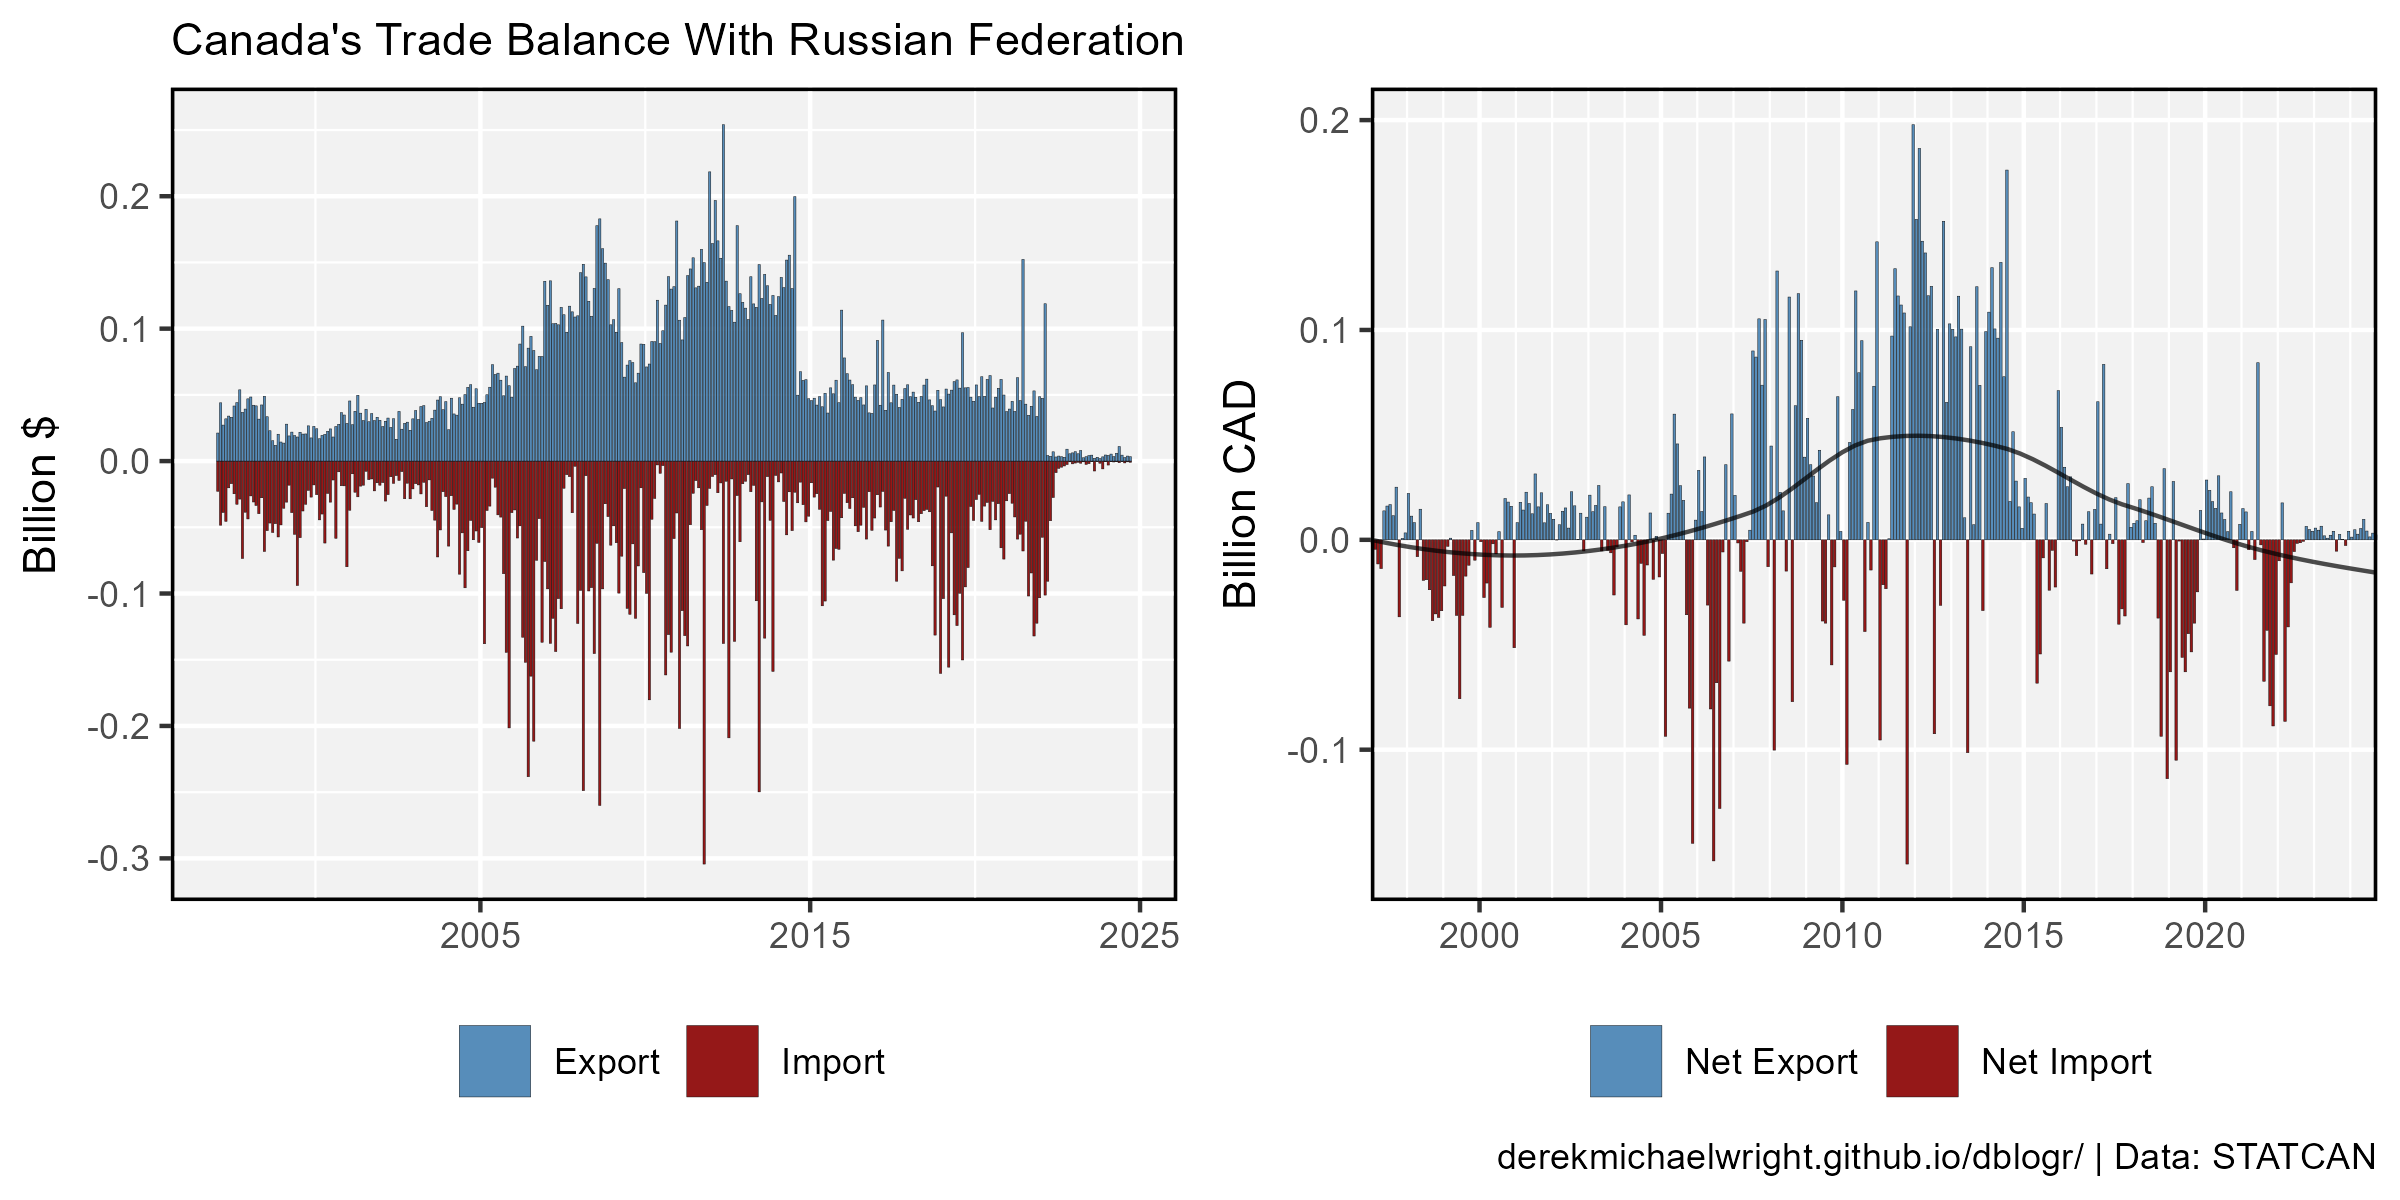 Canada's Trade Balance With Russian Federation
Billion $
0.2
0.1
0.0
-0.1
-0.2
-0.3
2005 2015 2025
Export Import
Billion CAD
0.2
0.1
0.0
-0.1
2000 2005 2010 2015 2020
Net Export Net Import
derekmichaelwright.github.io/dblogr/ | Data: STATCAN